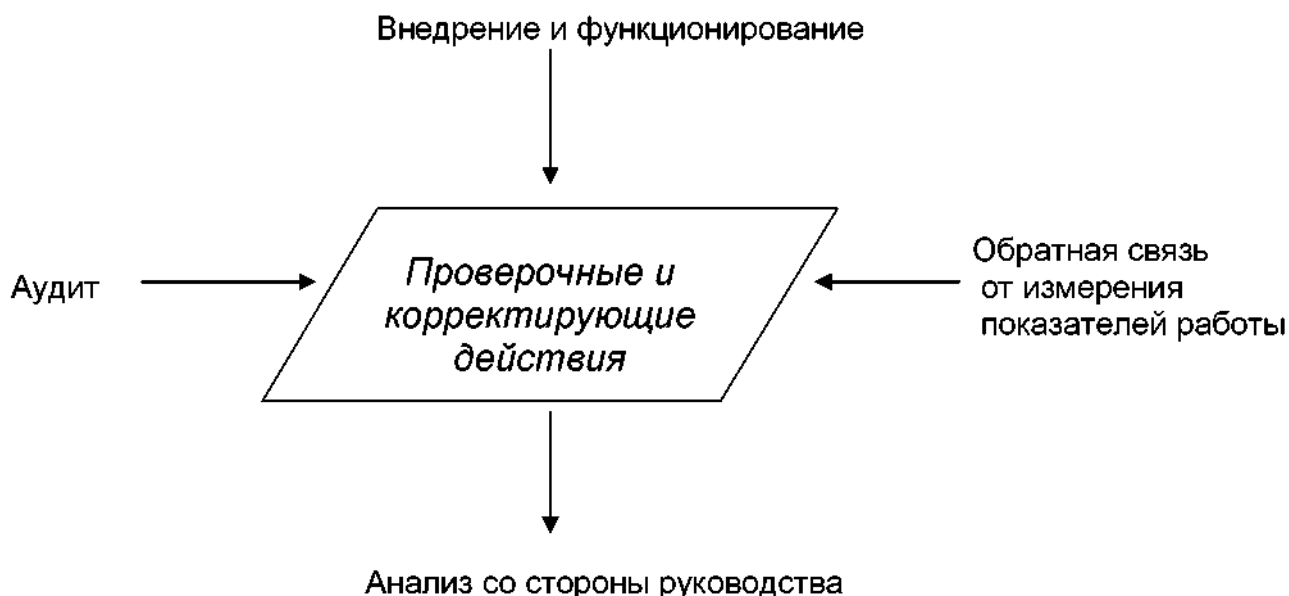 Внедрение и функционирование
Аудит
Проверочные и
корректирующие
действия
Обратная связь
от измерения
показателей работы
Анализ со стороны руководства